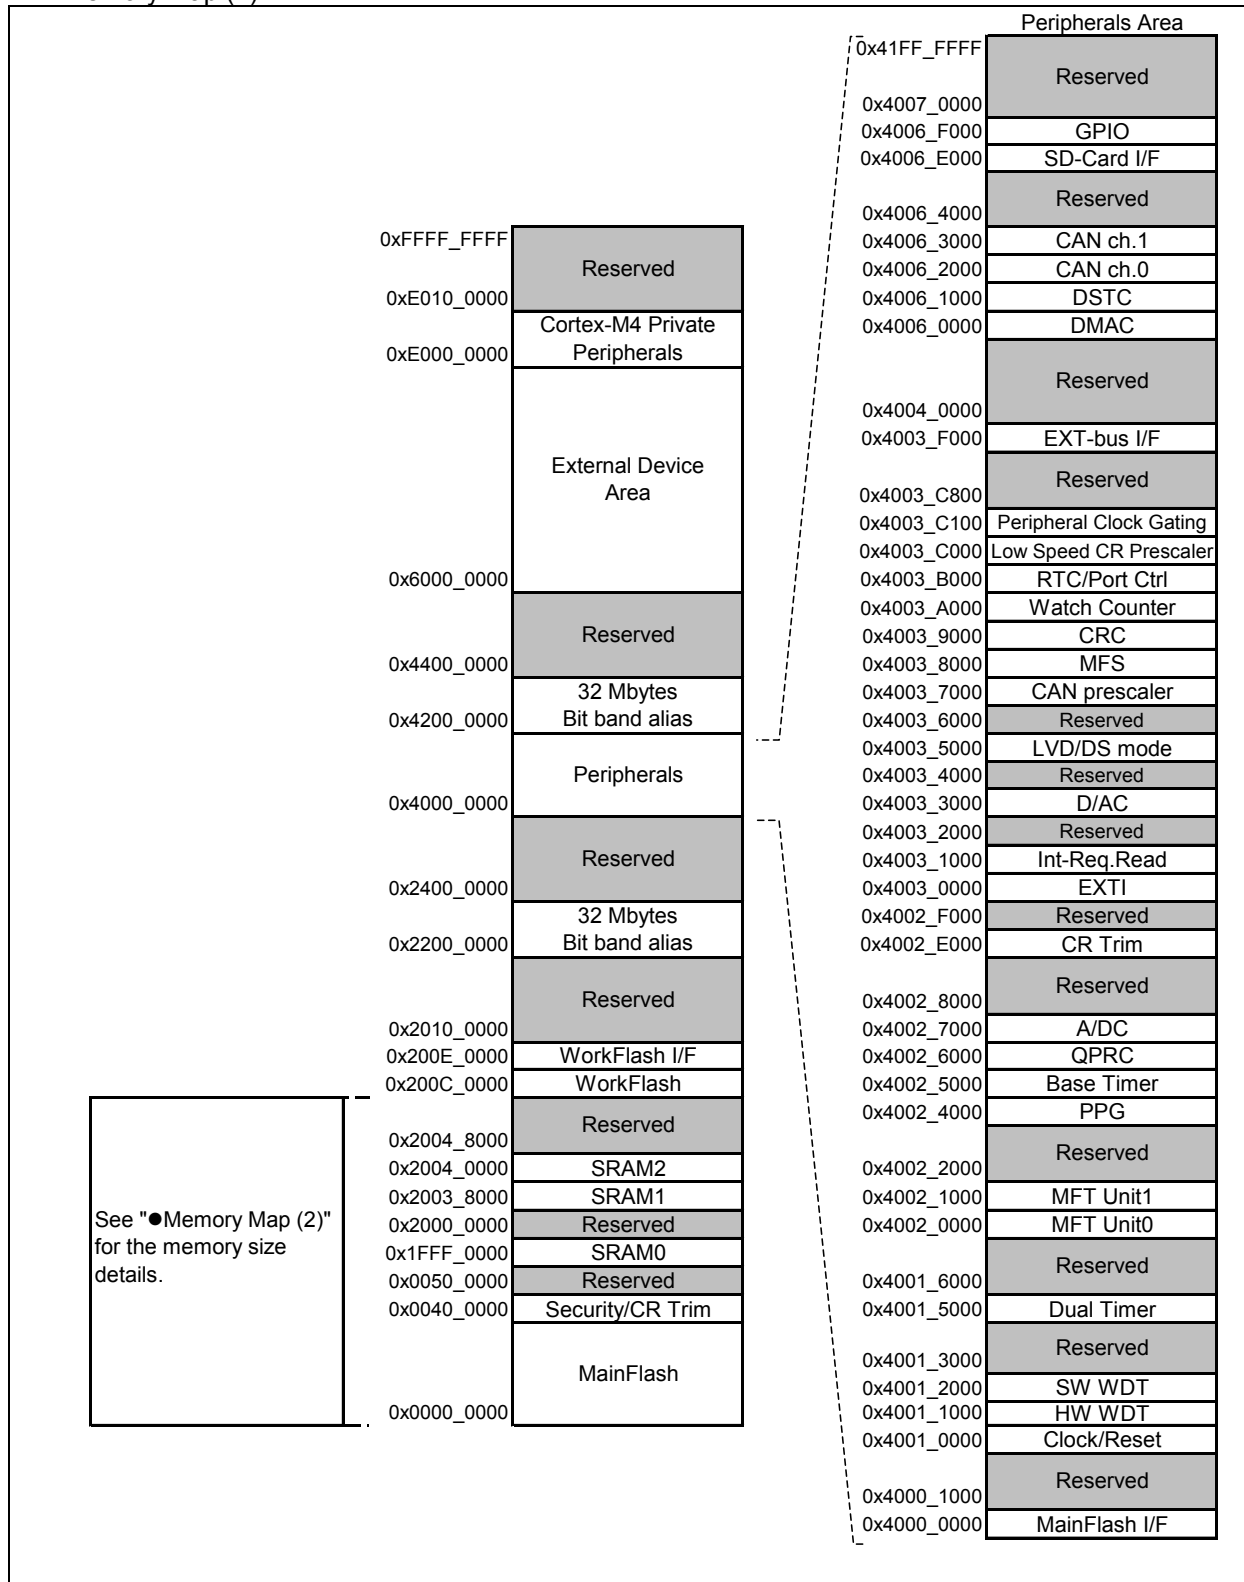 Peripherals Area
0x41FF_FFFF
Reserved
0x4007_0000
0x4006_F000 GPIO
0x4006_E000 SD-Card I/F
Reserved
0x4006_4000
0x4006_3000 CAN ch.1
0x4006_2000 CAN ch.0
0x4006_1000 DSTC
0x4006_0000 DMAC
Reserved
0x4004_0000
0x4003_F000 EXT-bus I/F
Reserved
0x4003_C800
0x4003_C100 Peripheral Clock Gating
0x4003_C000 Low Speed CR Prescaler
0x4003_B000 RTC/Port Ctrl
0x4003_A000 Watch Counter
0x4003_9000 CRC
0x4003_8000 MFS
0x4003_7000 CAN prescaler
0x4003_6000 Reserved
0x4003_5000 LVD/DS mode
0x4003_4000 Reserved
0x4003_3000 D/AC
0x4003_2000 Reserved
0x4003_1000 Int-Req.Read
0x4003_0000 EXTI
0x4002_F000 Reserved
0x4002_E000 CR Trim
Reserved
0x4002_8000
0x4002_7000 A/DC
0x4002_6000 QPRC
0x4002_5000 Base Timer
0x4002_4000 PPG
Reserved
0x4002_2000
0x4002_1000 MFT Unit1
0x4002_0000 MFT Unit0
Reserved
0x4001_6000
0x4001_5000 Dual Timer
Reserved
0x4001_3000
0x4001_2000 SW WDT
0x4001_1000 HW WDT
0x4001_0000 Clock/Reset
Reserved
0x4000_1000
0x4000_0000 MainFlash I/F
0xFFFF_FFFF
Reserved
0xE010_0000
Cortex-M4 Private
0xE000_0000 Peripherals
External Device
Area
0x6000_0000
Reserved
0x4400_0000
32 Mbytes
0x4200_0000 Bit band alias
Peripherals
0x4000_0000
Reserved
0x2400_0000
32 Mbytes
0x2200_0000 Bit band alias
Reserved
0x2010_0000
0x200E_0000 WorkFlash I/F
0x200C_0000 WorkFlash
Reserved
0x2004_8000
0x2004_0000 SRAM2
0x2003_8000 SRAM1
0x2000_0000 Reserved
0x1FFF_0000 SRAM0
0x0050_0000 Reserved
0x0040_0000 Security/CR Trim
MainFlash
0x0000_0000
See "●Memory Map (2)"
for the memory size
details.